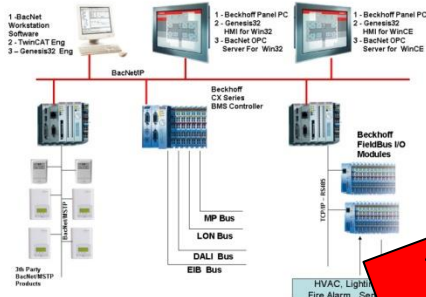 1 -BacNet
Workstation
Software
2 - TwinCAT Eng
3 – Genesis32 Eng
1 - Beckhoff Panel PC
2 - Genesis32
HMI for Win32
3 - BacNet OPC
Server For Win32
1 - Beckhoff Panel PC
2 - Genesis32
HMI for WinCE
3 - BacNet OPC
Server for WinCE
BacNet/IP
Beckhoff
CX Series
BMS Controller
Beckhoff
FieldBus I/O
Modules
BacNet/MSTP
TCP/IP - RS485
MP Bus
LON Bus
DALI Bus
EIB Bus
3th Party
BacNet/MSTP
Products
HVAC,
Fire Alarm,